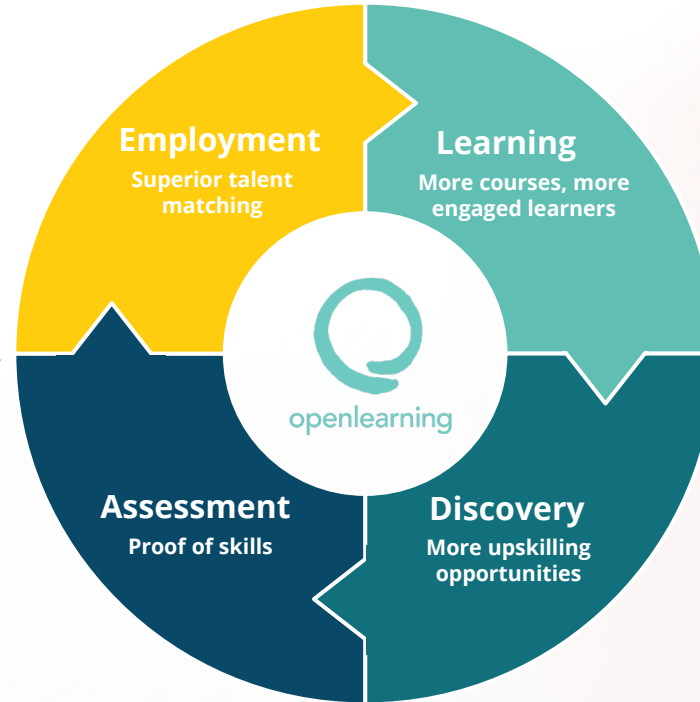 Employment
Superior talent
matching
Learning
More courses, more
engaged learners
openlearning
Assessment
Proof of skills
Discovery
More upskilling
opportunities